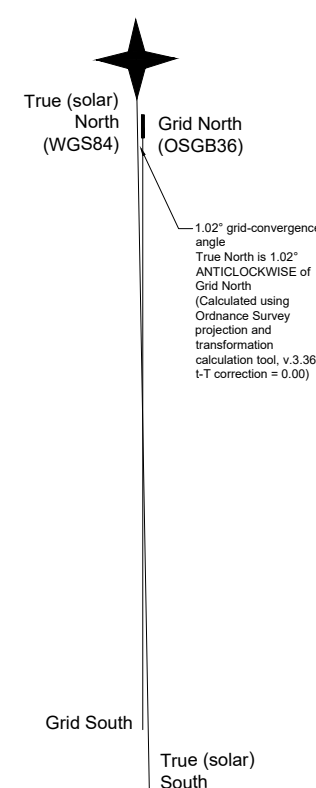 True (solar)
North
(WGS84)
Grid North
(OSGB36)
1.02° grid-convergence
angle
True North is 1.02°
ANTICLOCKWISE of
Grid North
(Calculated using
Ordnance Survey
projection and
transformation
calculation tool, v.3.36
t-T correction = 0.00)
Grid South
True (solar)
South